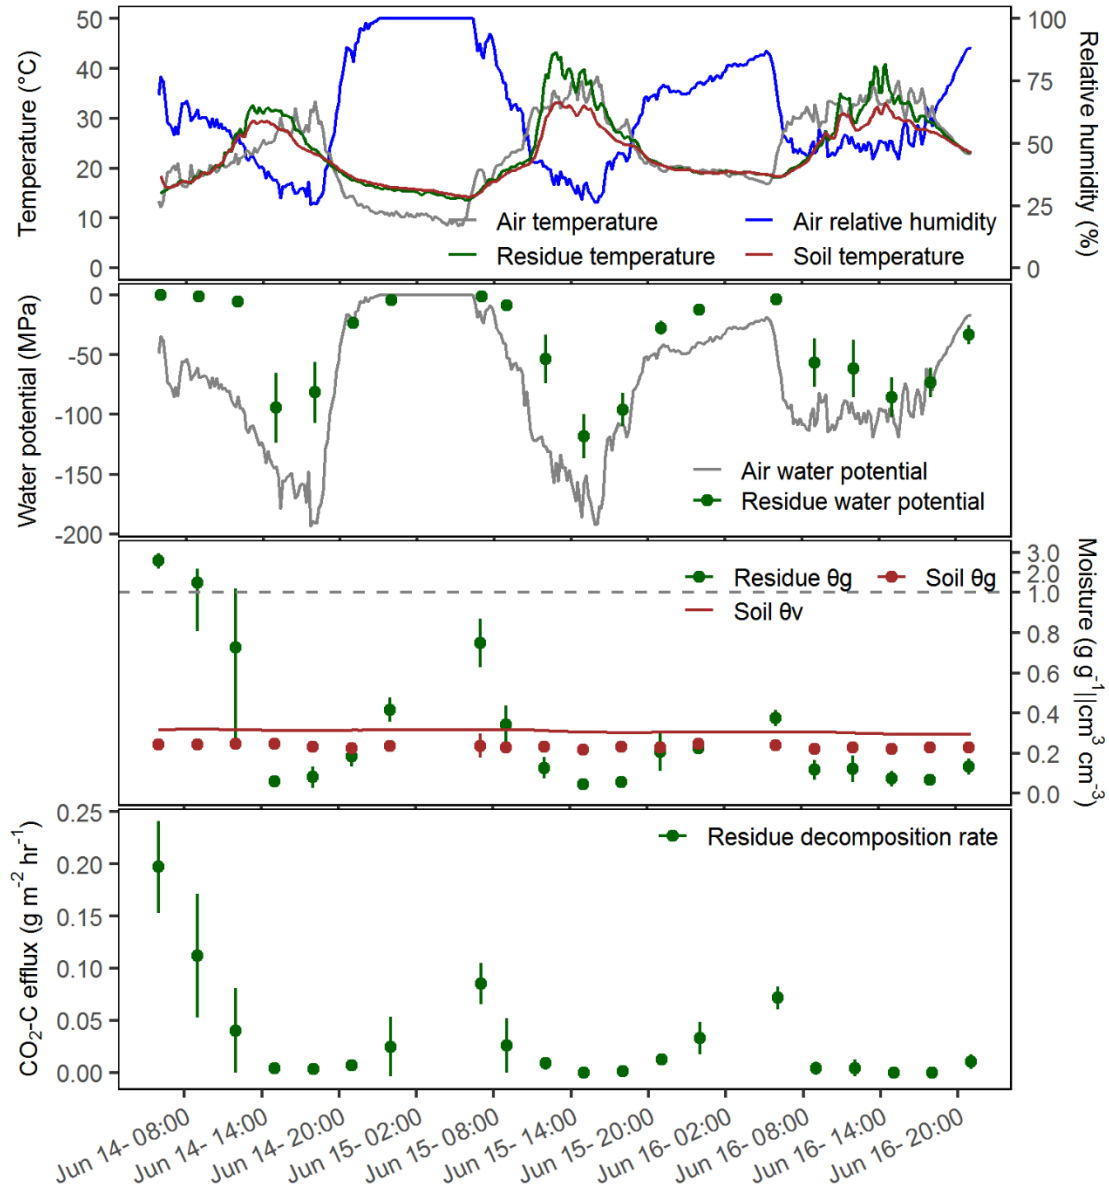 Temperature (°C)
50
40
30
20
10
0
100
75
50
25
0
Relative humidity
(%)
Air temperature
Residue temperature
Air relative humidity
Soil temperature
Water potential (MPa)
0
-50
-100
-150
-200
Air water potential
Residue water potential
Residue θg
Soil θg
Soil θv
3.0
2.0
1.0
0.8
0.6
0.4
0.2
0.0
Moisture (g g⁻¹||cm³ cm⁻³)
CO₂-C efflux (g m⁻² hr⁻¹)
0.25
0.20
0.15
0.10
0.05
0.00
Residue decomposition rate
Jun 14- 08:00
Jun 14- 14:00
Jun 14- 20:00
Jun 15- 02:00
Jun 15- 08:00
Jun 15- 14:00
Jun 15- 20:00
Jun 16- 02:00
Jun 16- 08:00
Jun 16- 14:00
Jun 16- 20:00